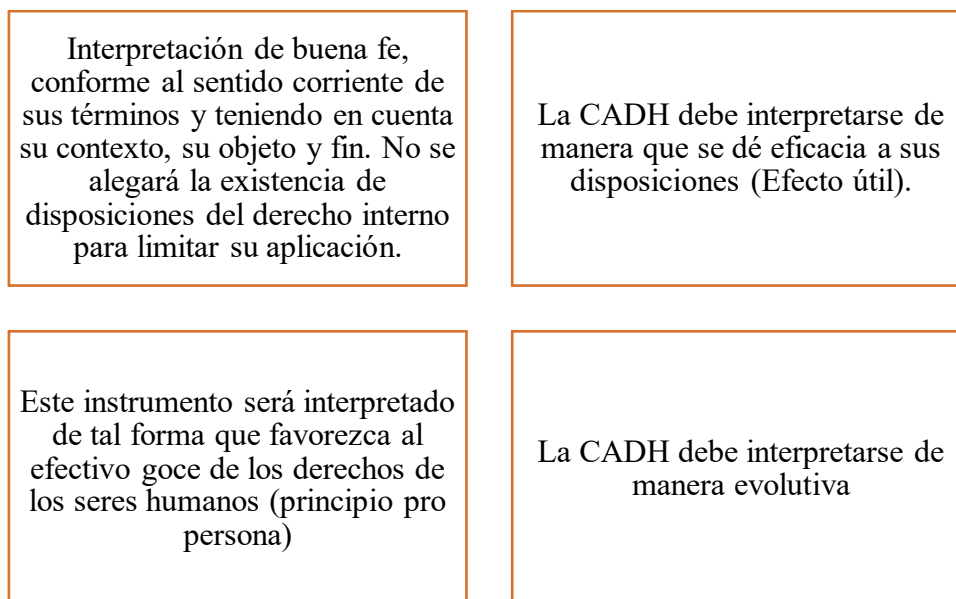 Interpretación de buena fe,
conforme al sentido corriente de
sus términos y teniendo en cuenta
su contexto, su objeto y fin. No se
alegará la existencia de
disposiciones del derecho interno
para limitar su aplicación.
La CADH debe interpretarse de
manera que se dé eficacia a sus
disposiciones (Efecto útil).
Este instrumento será interpretado
de tal forma que favorezca al
efectivo goce de los derechos de
los seres humanos (principio pro
persona)
La CADH debe interpretarse de
manera evolutiva